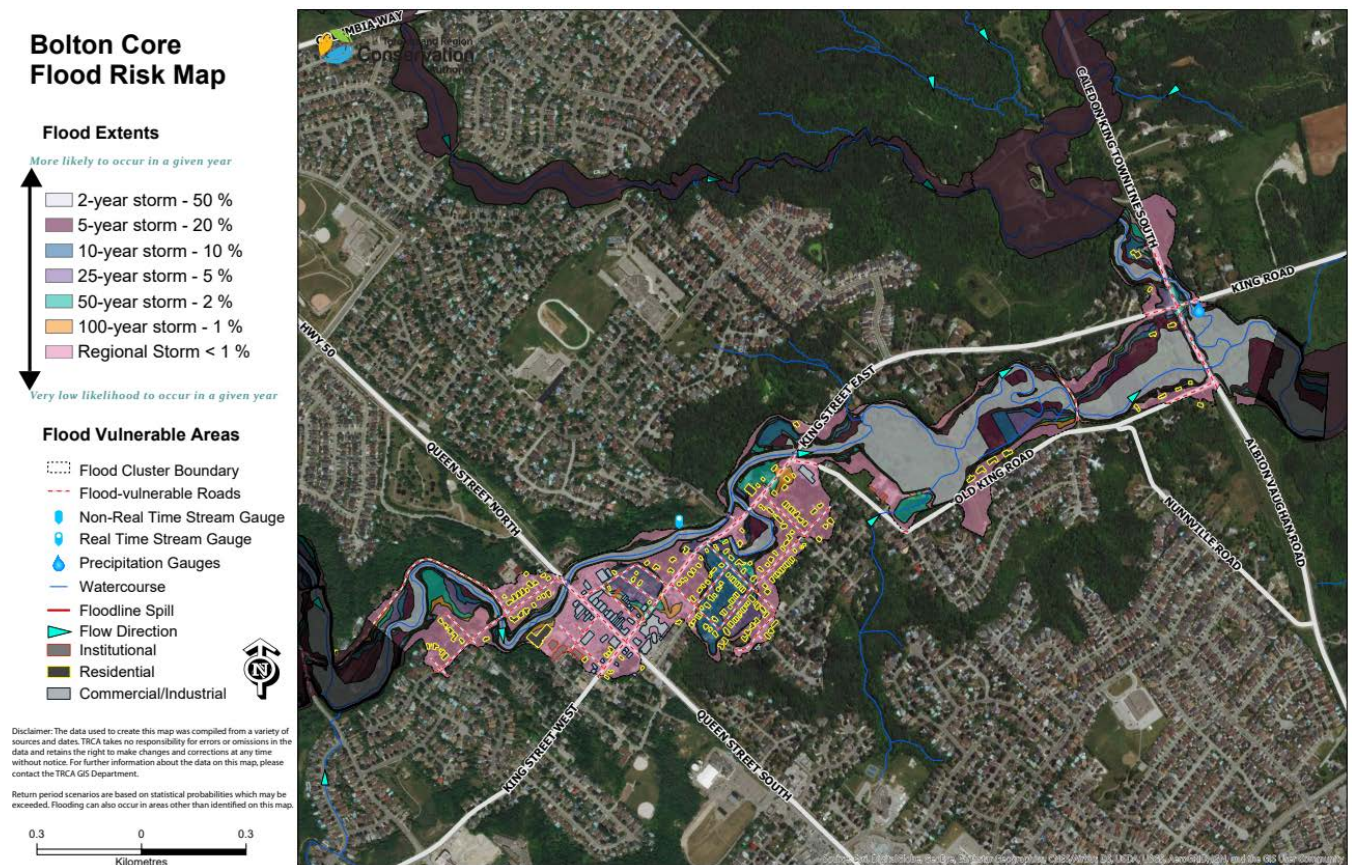 Bolton Core
Flood Risk Map
Flood Extents
More likely to occur in a given year
2-year storm - 50 %
5-year storm - 20 %
10-year storm - 10 %
25-year storm - 5 %
50-year storm - 2 %
100-year storm - 1 %
Regional Storm < 1 %
Very low likelihood to occur in a given year
Flood Vulnerable Areas
Flood Cluster Boundary
Flood-vulnerable Roads
Non-Real Time Stream Gauge
Real Time Stream Gauge
Precipitation Gauges
Watercourse
Floodline Spill
Flow Direction
Institutional
Residential
Commercial/Industrial
N
Disclaimer: The data used to create this map was compiled from a variety of
sources and dates. TRCA takes no responsibility for errors or omissions in the
data and retains the right to make changes and corrections at any time
without notice. For further information about the data on this map, please
contact the TRCA GIS Department.
Return period scenarios are based on statistical probabilities which may be
exceeded. Flooding can also occur in areas other than identified on this map.
0.3 0 0.3
Kilometres
WAY
Region
Conservation
CALEDON KING TOWNLINE SOUTH
KING ROAD
HWY 50
KING STREET EAST
QUEEN STREET NORTH
OLD KING ROAD
ALBION VAUGHAN ROAD
NUNNVILLE ROAD
KING STREET WEST
QUEEN STREET SOUTH
and the GIS User Community